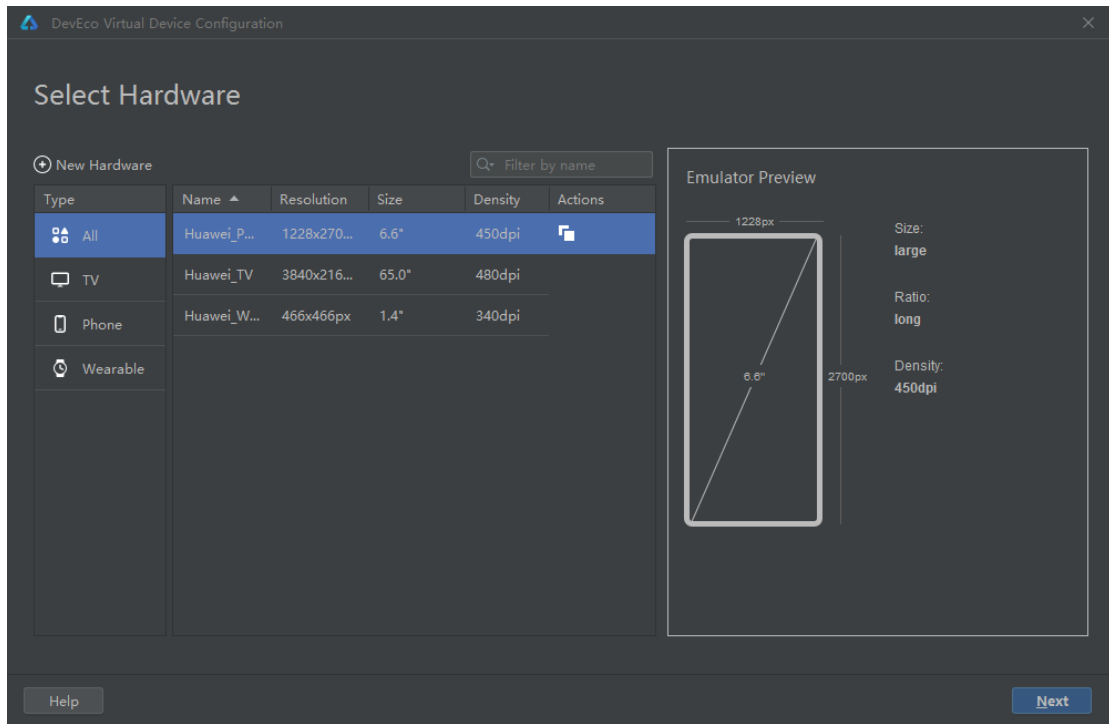 DevEco Virtual Device Configuration
Select Hardware
New Hardware
Filter by name
Type
All
TV
Phone
Wearable
Name Resolution Size Density Actions
Huawei_P... 1228x270... 6.6" 450dpi
Huawei_TV 3840x216... 65.0" 480dpi
Huawei_W... 466x466px 1.4" 340dpi
Emulator Preview
1228px
6.6"
2700px
Size:
large
Ratio:
long
Density:
450dpi
Help
Next